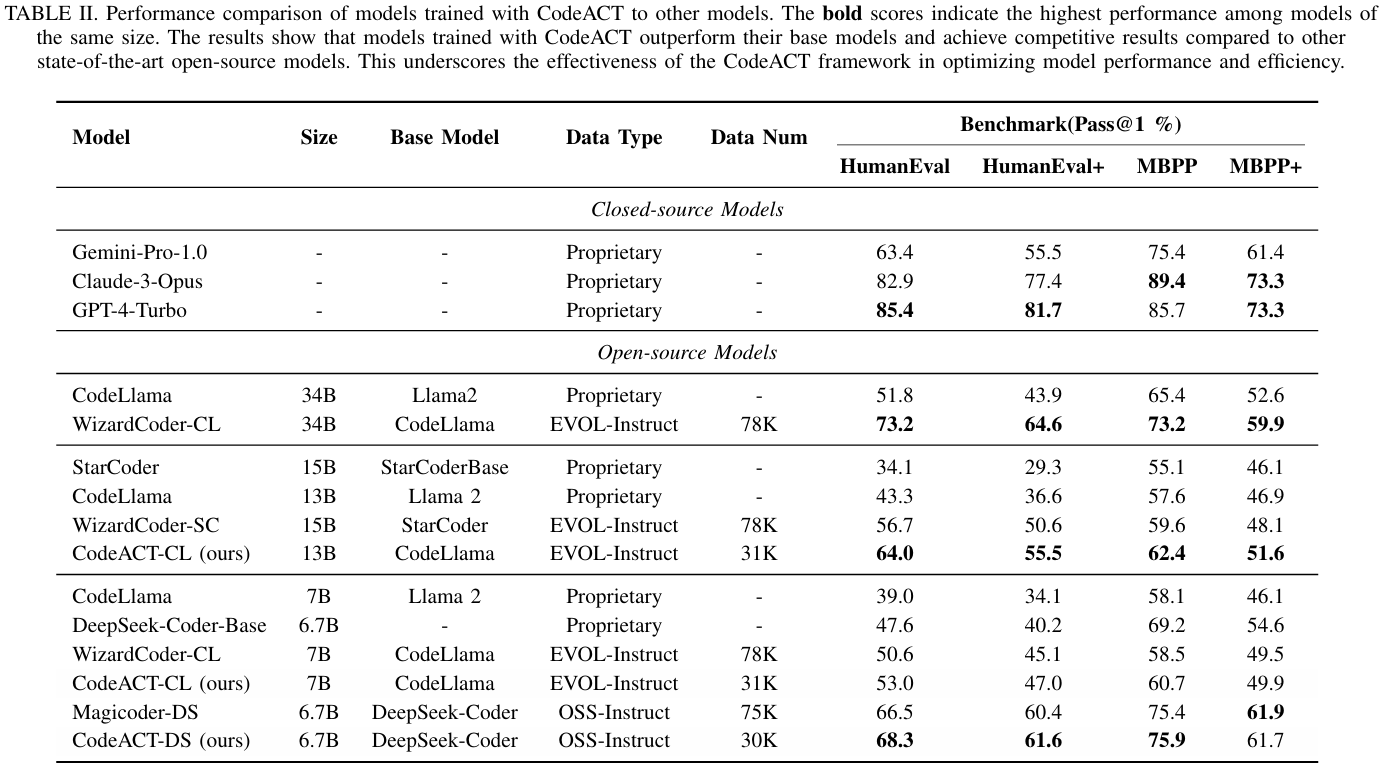 TABLE II. Performance comparison of models trained with CodeACT to other models. The bold scores indicate the highest performance among models of
the same size. The results show that models trained with CodeACT outperform their base models and achieve competitive results compared to other
state-of-the-art open-source models. This underscores the effectiveness of the CodeACT framework in optimizing model performance and efficiency.
Model Size Base Model Data Type Data Num Benchmark(Pass@1 %)
HumanEval HumanEval+ MBPP MBPP+
Closed-source Models
Gemini-Pro-1.0 - - Proprietary - 63.4 55.5 75.4 61.4
Claude-3-Opus - - Proprietary - 82.9 77.4 89.4 73.3
GPT-4-Turbo - - Proprietary - 85.4 81.7 85.7 73.3
Open-source Models
CodeLlama 34B Llama2 Proprietary - 51.8 43.9 65.4 52.6
WizardCoder-CL 34B CodeLlama EVOL-Instruct 78K 73.2 64.6 73.2 59.9
StarCoder 15B StarCoderBase Proprietary - 34.1 29.3 55.1 46.1
CodeLlama 13B Llama 2 Proprietary - 43.3 36.6 57.6 46.9
WizardCoder-SC 15B StarCoder EVOL-Instruct 78K 56.7 50.6 59.6 48.1
CodeACT-CL (ours) 13B CodeLlama EVOL-Instruct 31K 64.0 55.5 62.4 51.6
CodeLlama 7B Llama 2 Proprietary - 39.0 34.1 58.1 46.1
DeepSeek-Coder-Base 6.7B - Proprietary - 47.6 40.2 69.2 54.6
WizardCoder-CL 7B CodeLlama EVOL-Instruct 78K 50.6 45.1 58.5 49.5
CodeACT-CL (ours) 7B CodeLlama EVOL-Instruct 31K 53.0 47.0 60.7 49.9
Magicoder-DS 6.7B DeepSeek-Coder OSS-Instruct 75K 66.5 60.4 75.4 61.9
CodeACT-DS (ours) 6.7B DeepSeek-Coder OSS-Instruct 30K 68.3 61.6 75.9 61.7